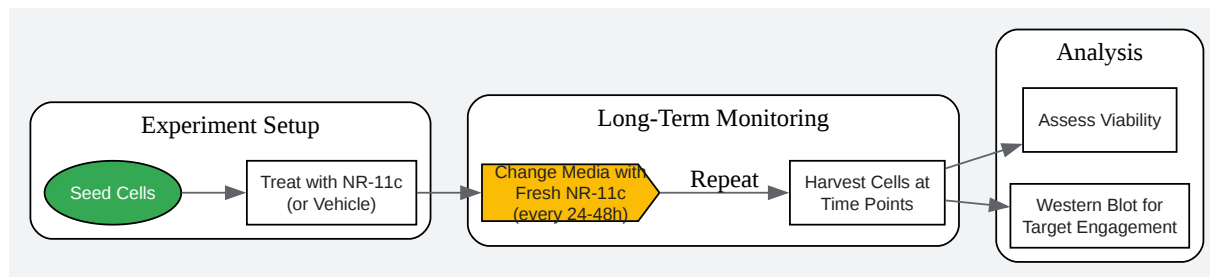 Experiment Setup
Seed Cells
Treat with NR-11c
(or Vehicle)
Long-Term Monitoring
Change Media with
Fresh NR-11c
(every 24-48h)
Repeat
Harvest Cells at
Time Points
Analysis
Assess Viability
Western Blot for
Target Engagement